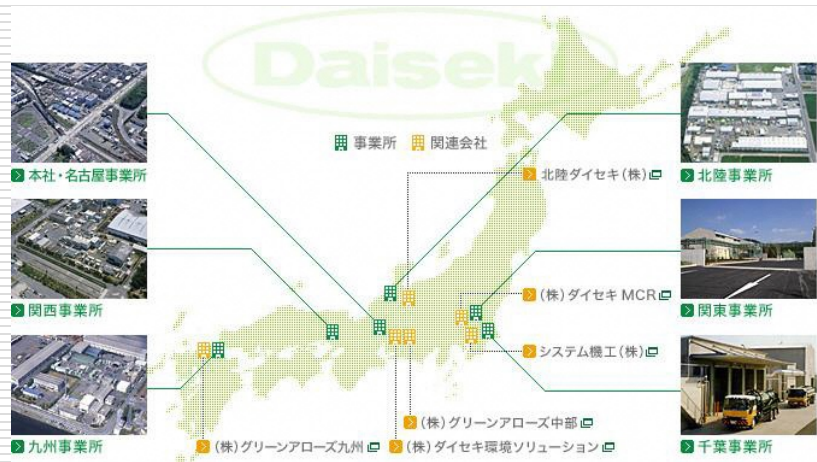 Daiseki
事業所 関連会社
本社・名古屋事業所
北陸ダイセキ(株)
北陸事業所
関西事業所
(株)ダイセキ MCR
関東事業所
システム機工(株)
(株)グリーンアローズ中部
九州事業所
(株)グリーンアローズ九州
(株)ダイセキ環境ソリューション
千葉事業所